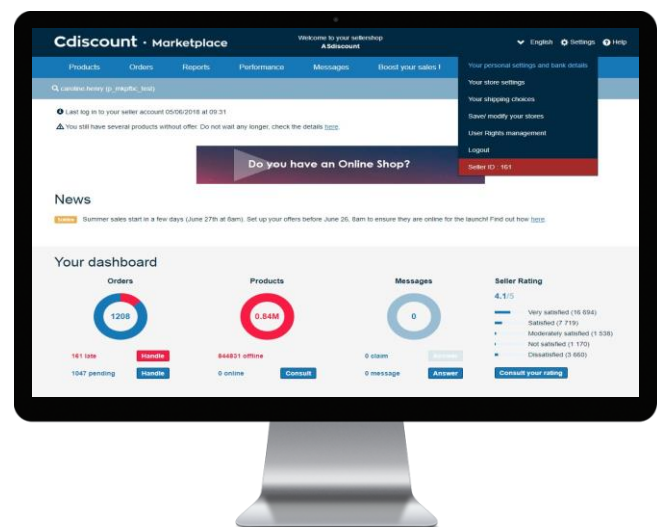 Cdiscount · Marketplace
Welcome to your sellershop
ASdiscount
English Settings Help
Products Orders Reports Performance Messages Boost your sales !
Your personal settings and bank details
Your store settings
Your shipping choices
Save/ modify your stores
User Rights management
Logout
Seller ID : 161
caroline.henry
Last log in to your seller account 05/06/2018 at 09:31
You still have several products without offer. Do not wait any longer, check the details here.
Do you have an Online Shop?
News
Summer sales start in a few days (June 27th at 8am). Set up your offers before June 26, 8am to ensure they are online for the launch! Find out how here
Your dashboard
Orders
1208
161 late Handle
1047 pending Handle
Products
0.84M
844831 offline
0 online Consult
Messages
0
0 claim Answer
0 message Answer
Seller Rating
4.1/5
Very satisfied (16 694)
Satisfied (7 719)
Moderately satisfied (1 538)
Not satisfied (1 170)
Dissatisfied (3 660)
Consult your rating